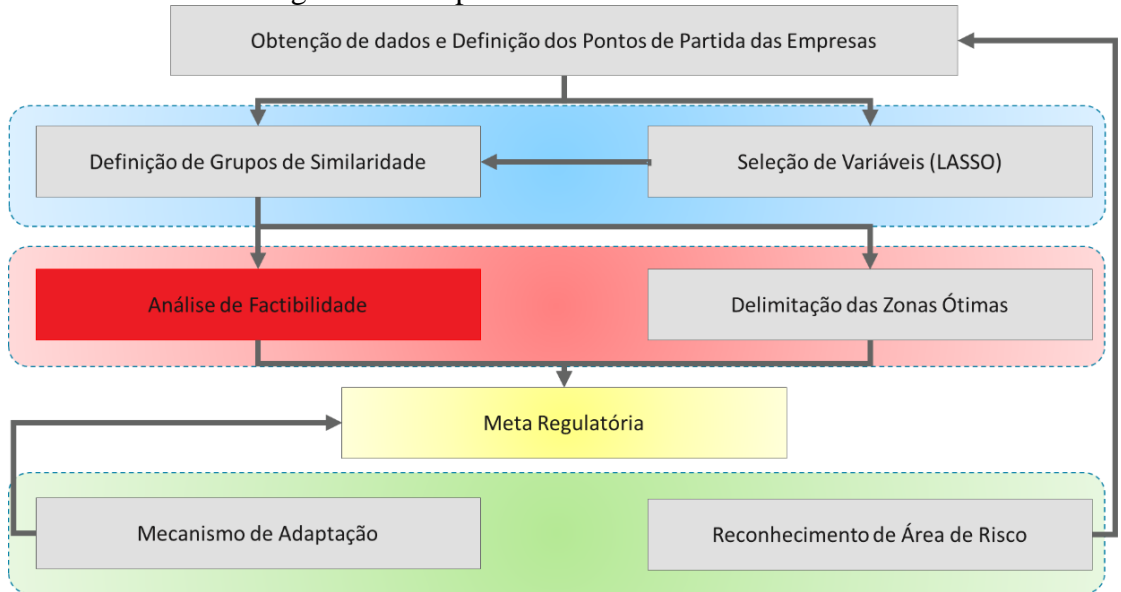 Obtenção de dados e Definição dos Pontos de Partida das Empresas
Definição de Grupos de Similaridade
Seleção de Variáveis (LASSO)
Análise de Factibilidade
Delimitação das Zonas Ótimas
Meta Regulatória
Mecanismo de Adaptação
Reconhecimento de Área de Risco